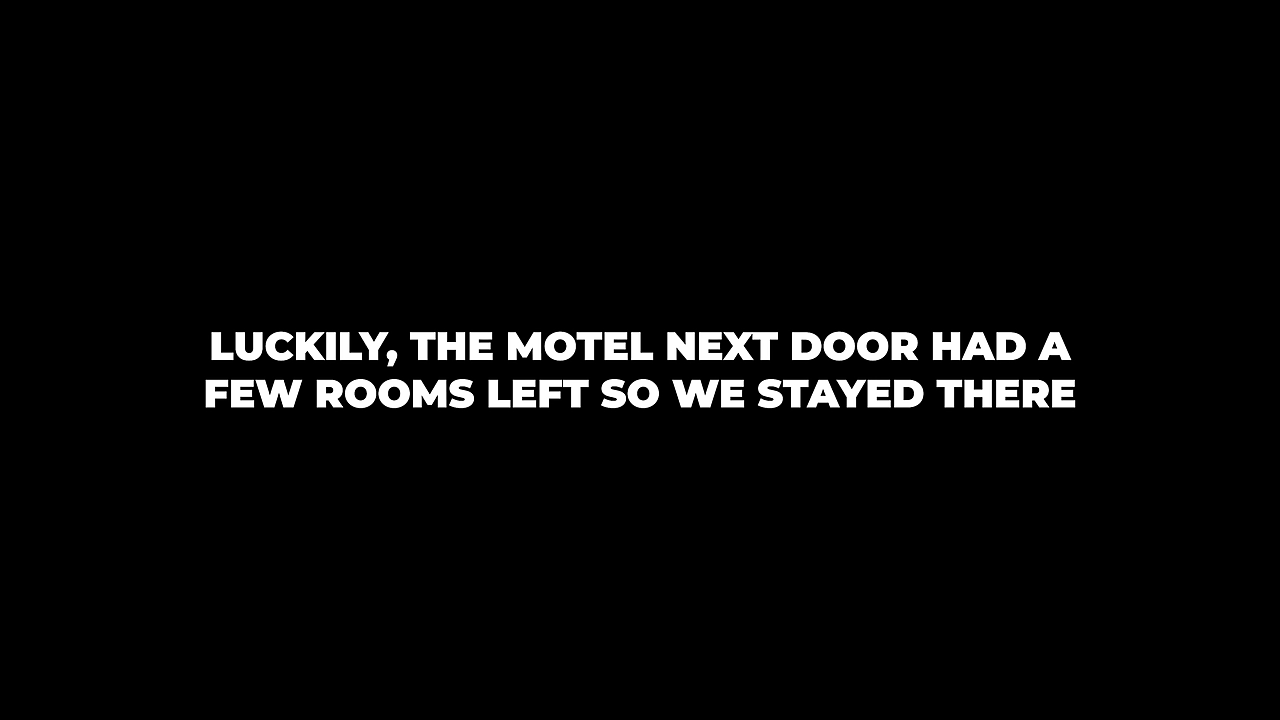 LUCKILY, THE MOTEL NEXT DOOR HAD A
FEW ROOMS LEFT SO WE STAYED THERE